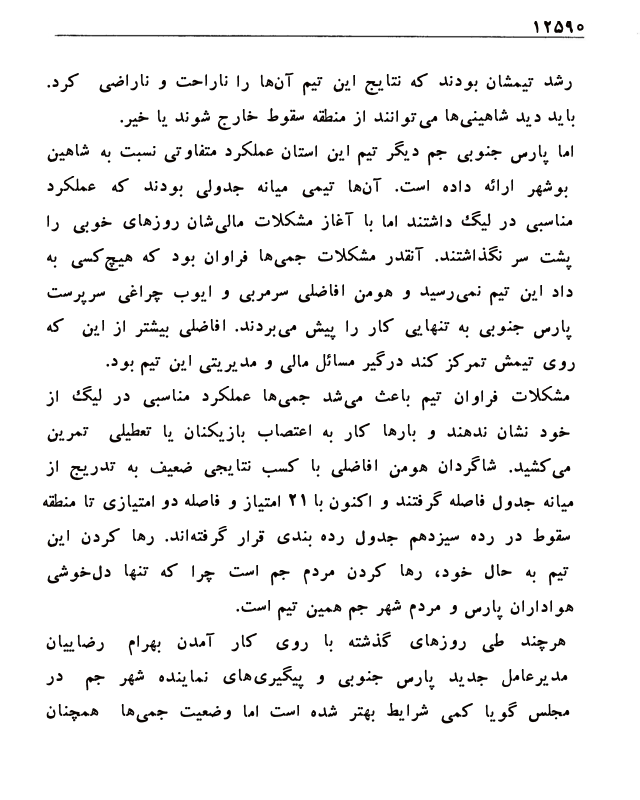 ۱۲۵۹۰
رشد تیمشان بودند که نتایج این تیم آن‌ها را ناراحت و ناراضی کرد.
باید دید شاهینی‌ها می‌توانند از منطقه سقوط خارج شوند یا خیر.
اما پارس جنوبی جم دیگر تیم این استان عملکرد متفاوتی نسبت به شاهین
بوشهر ارائه داده است. آن‌ها تیمی میانه جدولی بودند که عملکرد
مناسبی در لیگ داشتند اما با آغاز مشکلات مالی‌شان روزهای خوبی را
پشت سر نگذاشتند. آنقدر مشکلات جمی‌ها فراوان بود که هیچ‌کسی به
داد این تیم نمی‌رسید و هومن افاضلی سرمربی و ایوب چراغی سرپرست
پارس جنوبی به تنهایی کار را پیش می‌بردند. افاضلی بیشتر از این که
روی تیمش تمرکز کند درگیر مسائل مالی و مدیریتی این تیم بود.
مشکلات فراوان تیم باعث می‌شد جمی‌ها عملکرد مناسبی در لیگ از
خود نشان ندهند و بارها کار به اعتصاب بازیکنان یا تعطیلی تمرین
می‌کشید. شاگردان هومن افاضلی با کسب نتایجی ضعیف به تدریج از
میانه جدول فاصله گرفتند و اکنون با ۲۱ امتیاز و فاصله دو امتیازی تا منطقه
سقوط در رده سیزدهم جدول رده بندی قرار گرفته‌اند. رها کردن این
تیم به حال خود، رها کردن مردم جم است چرا که تنها دل‌خوشی
هواداران پارس و مردم شهر جم همین تیم است.
هرچند طی روزهای گذشته با روی کار آمدن بهرام رضاییان
مدیرعامل جدید پارس جنوبی و پیگیری‌های نماینده شهر جم در
مجلس گویا کمی شرایط بهتر شده است اما وضعیت جمی‌ها همچنان